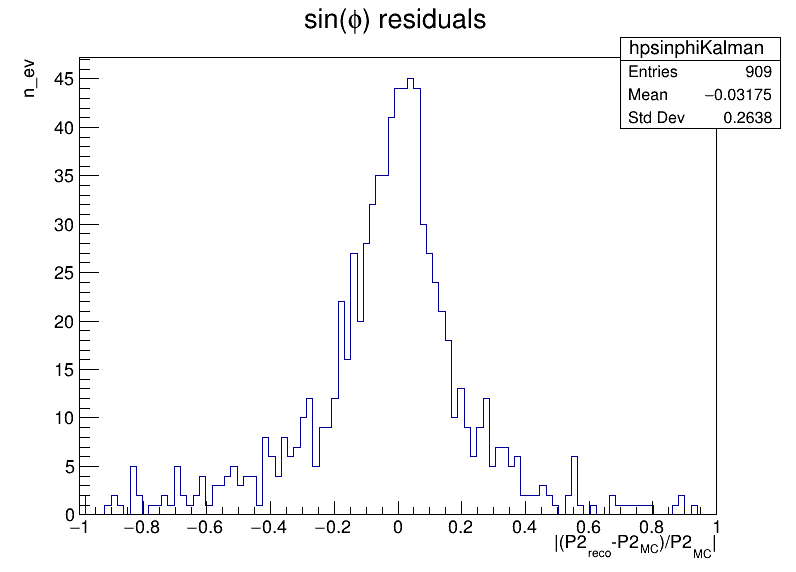 sin(ϕ) residuals
hpsinphiKalman
Entries 909
Mean −0.03175
Std Dev 0.2638
n_ev
45
40
35
30
25
20
15
10
5
0
−1 −0.8 −0.6 −0.4 −0.2 0 0.2 0.4 0.6 0.8 1
|(P2reco-P2MC)/P2MC|